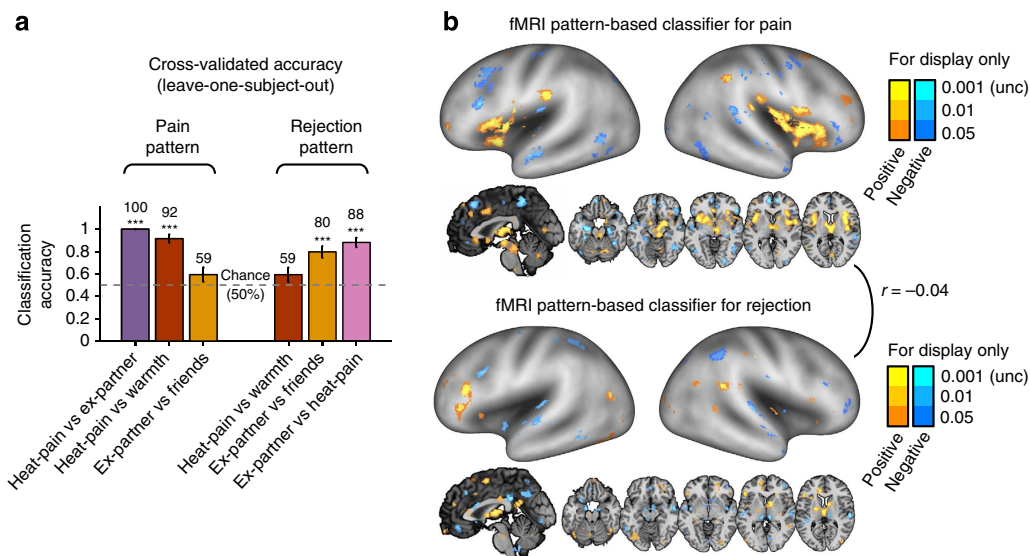 a
Cross-validated accuracy
(leave-one-subject-out)
Pain
pattern
Rejection
pattern
Classification
accuracy
1
0.8
0.6
0.4
0.2
0
100
***
92
***
59
Chance
(50%)
59
80
***
88
***
Heat-pain vs ex-partner
Heat-pain vs warmth
Ex-partner vs friends
Heat-pain vs warmth
Ex-partner vs friends
Ex-partner vs heat-pain
b
fMRI pattern-based classifier for pain
For display only
0.001 (unc)
0.01
0.05
Positive
Negative
r = –0.04
fMRI pattern-based classifier for rejection
For display only
0.001 (unc)
0.01
0.05
Positive
Negative